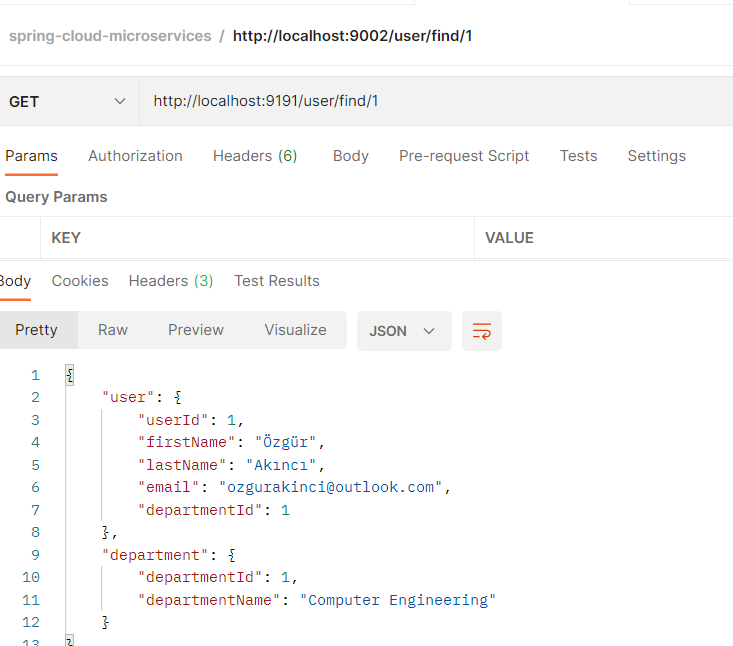 spring-cloud-microservices / http://localhost:9002/user/find/1
GET http://localhost:9191/user/find/1
Params Authorization Headers (6) Body Pre-request Script Tests Settings
Query Params
KEY VALUE
Body Cookies Headers (3) Test Results
Pretty Raw Preview Visualize JSON
1 {
2 "user": {
3 "userId": 1,
4 "firstName": "Özgür",
5 "lastName": "Akıncı",
6 "email": "ozgurakinci@outlook.com",
7 "departmentId": 1
8 },
9 "department": {
10 "departmentId": 1,
11 "departmentName": "Computer Engineering"
12 }
13 }